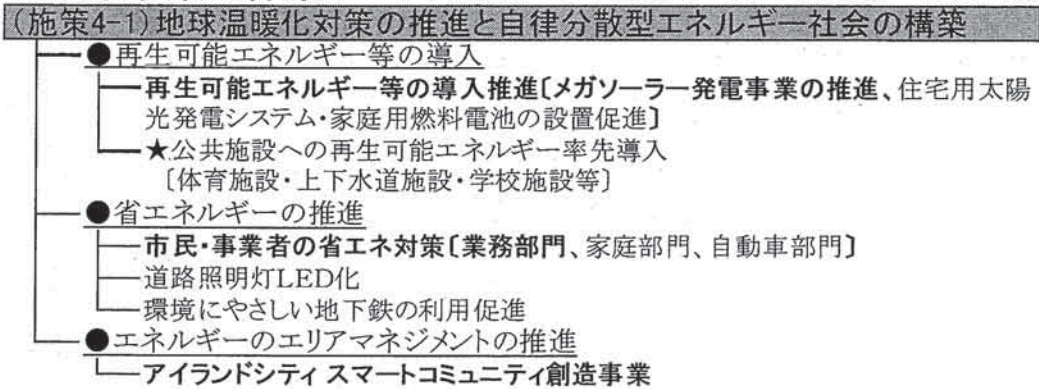 (施策4-1)地球温暖化対策の推進と自律分散型エネルギー社会の構築
●再生可能エネルギー等の導入
再生可能エネルギー等の導入推進〔メガソーラー発電事業の推進、住宅用太陽
光発電システム・家庭用燃料電池の設置促進〕
★公共施設への再生可能エネルギー率先導入
〔体育施設・上下水道施設・学校施設等〕
●省エネルギーの推進
市民・事業者の省エネ対策〔業務部門、家庭部門、自動車部門〕
道路照明灯LED化
環境にやさしい地下鉄の利用促進
●エネルギーのエリアマネジメントの推進
アイランドシティ スマートコミュニティ創造事業